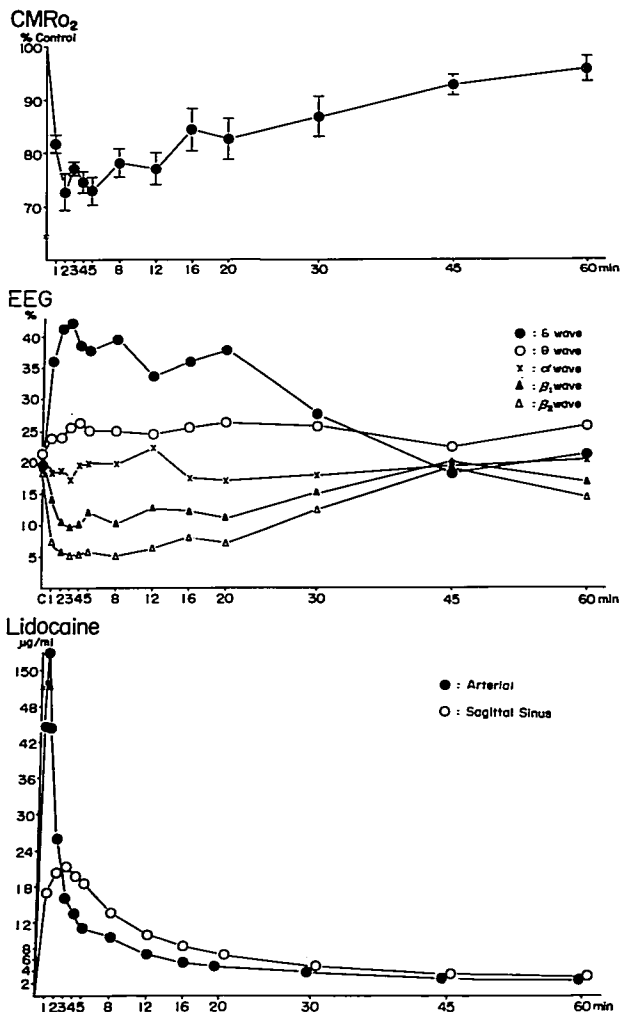 CMRo₂
% Control
100
90
80
70
1 2 3 4 5 8 12 16 20 30 45 60 min
EEG
%
40
35
30
25
20
15
10
5
● : δ wave
○ : θ wave
x : α wave
▲ : β₁ wave
△ : β₂ wave
C 1 2 3 4 5 8 12 16 20 30 45 60 min
Lidocaine
µg/ml
150
48
42
36
30
24
18
12
8
6
4
2
● : Arterial
○ : Sagittal Sinus
1 2 3 4 5 8 12 16 20 30 45 60 min